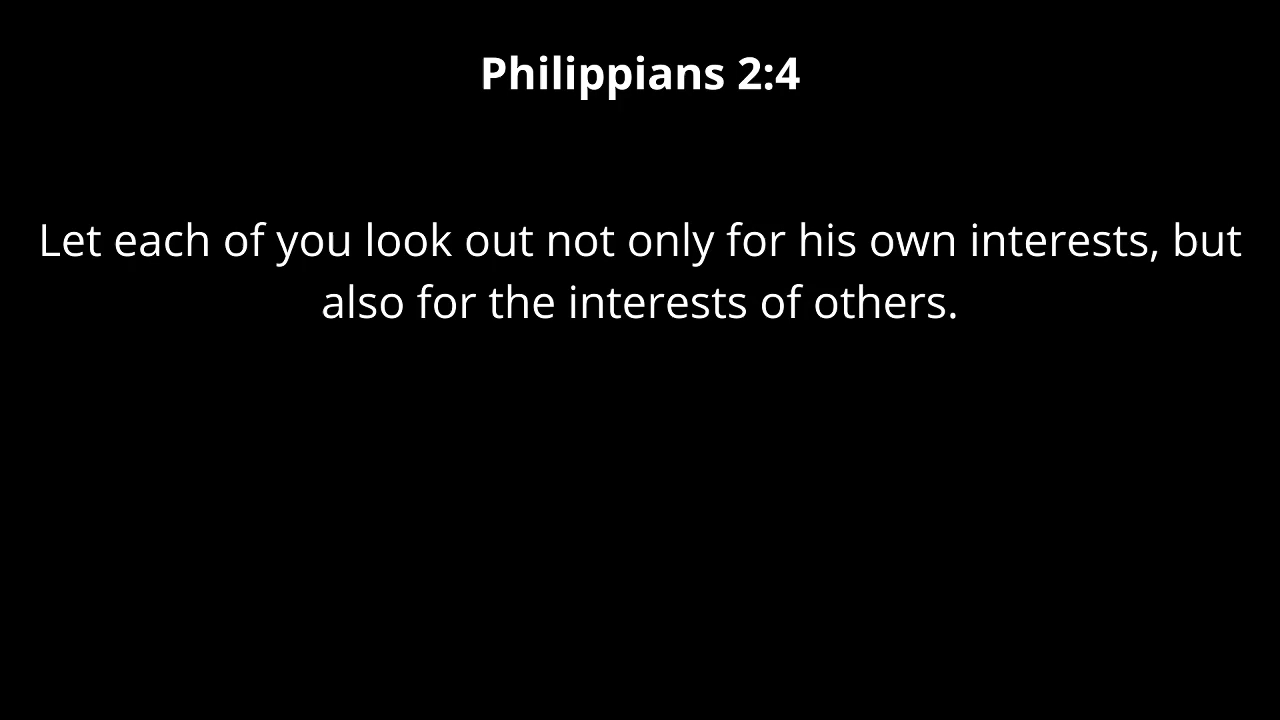 Philippians 2:4
Let each of you look out not only for his own interests, but
also for the interests of others.